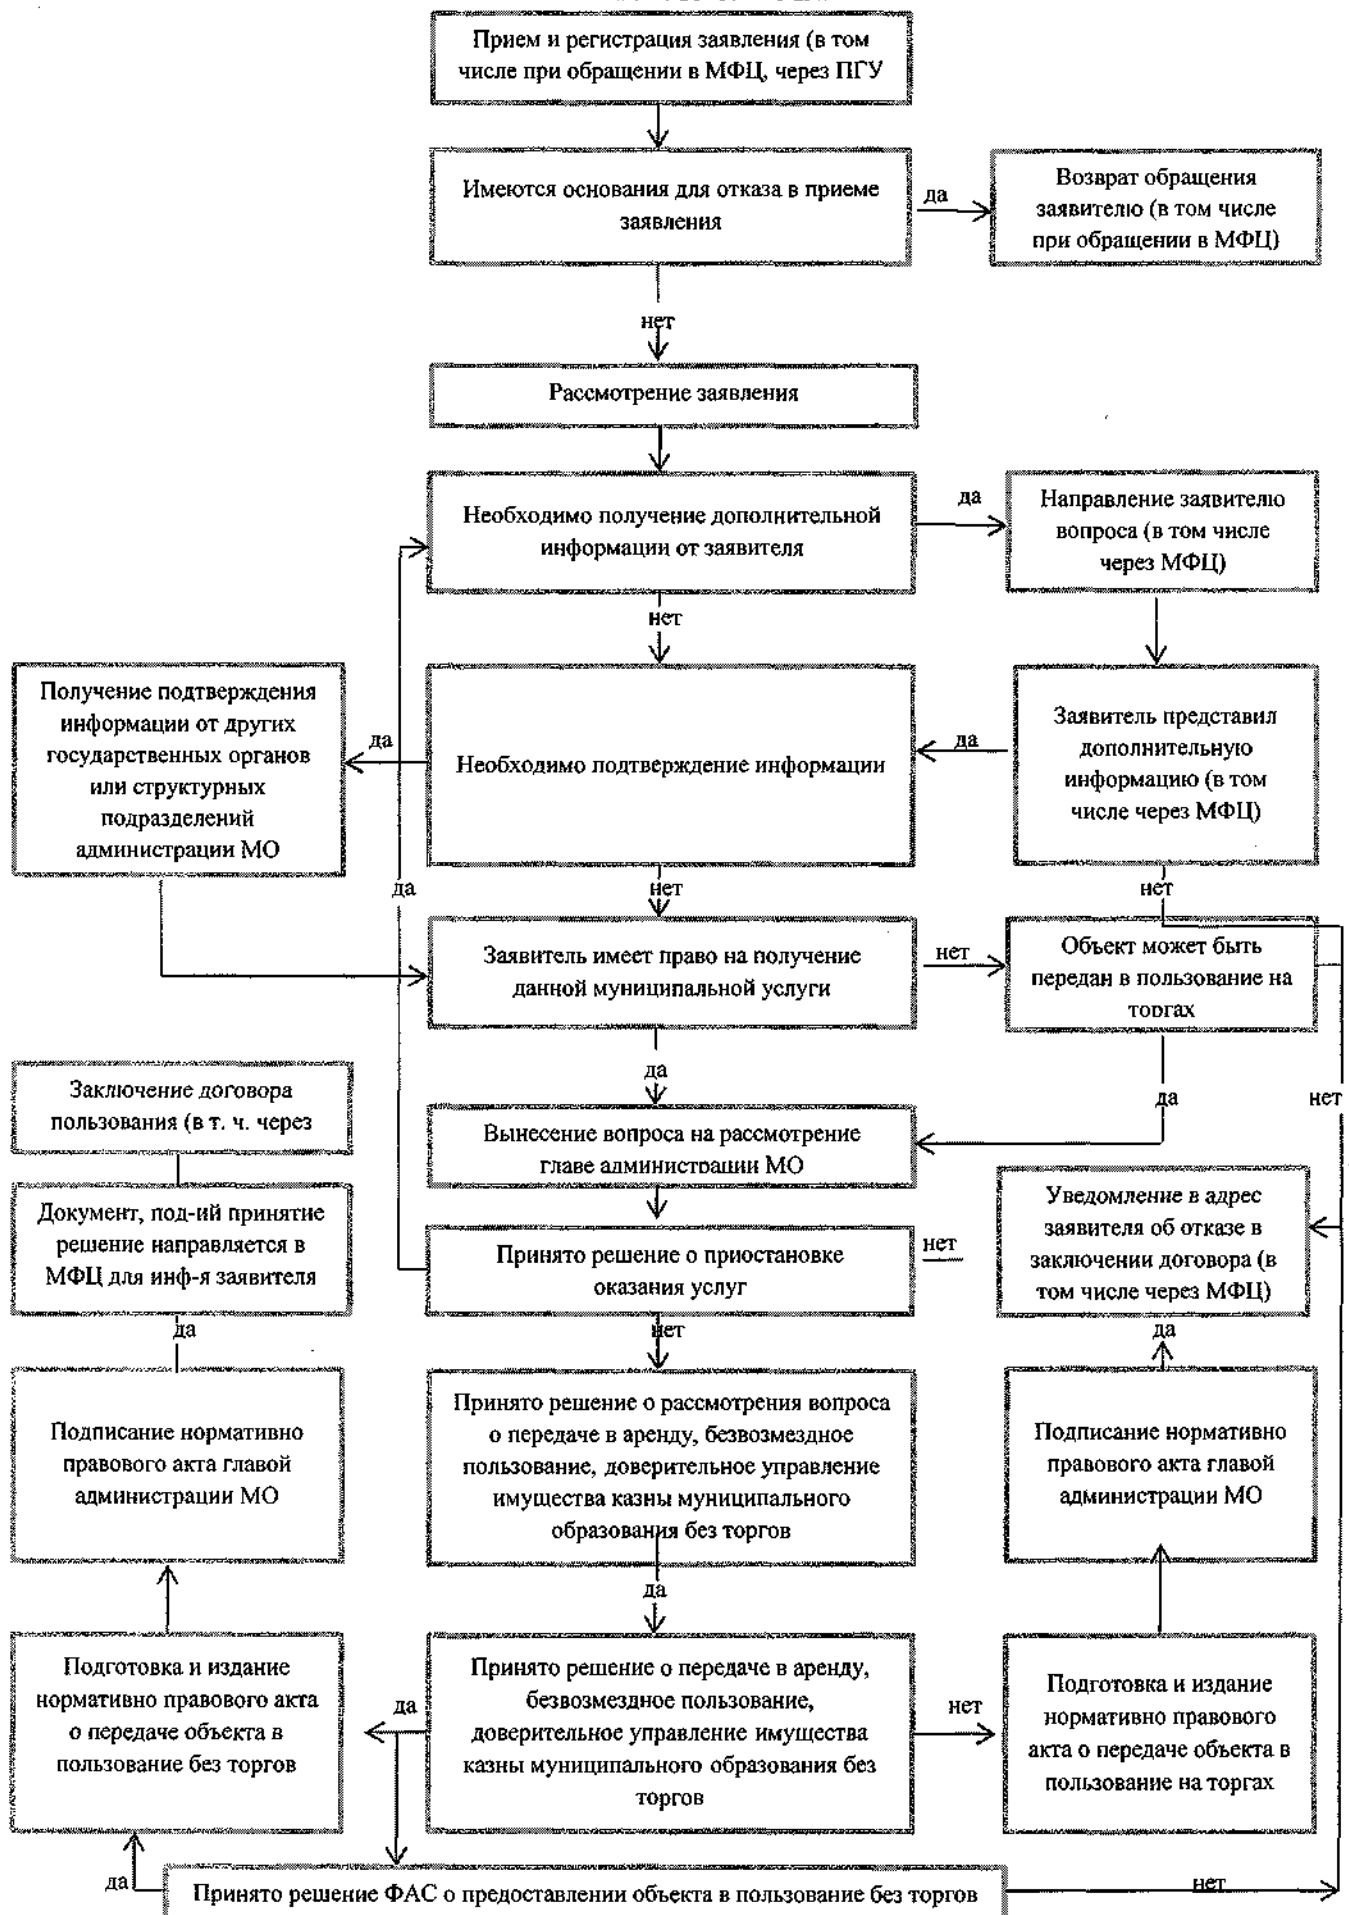 Прием и регистрация заявления (в том
числе при обращении в МФЦ, через ПГУ
Имеются основания для отказа в приеме
заявления
да
Возврат обращения
заявителю (в том числе
при обращении в МФЦ)
нет
Рассмотрение заявления
Необходимо получение дополнительной
информации от заявителя
да
Направление заявителю
вопроса (в том числе
через МФЦ)
нет
Получение подтверждения
информации от других
государственных органов
или структурных
подразделений
администрации МО
да
Необходимо подтверждение информации
да
Заявитель представил
дополнительную
информацию (в том
числе через МФЦ)
да
нет
нет
Заявитель имеет право на получение
данной муниципальной услуги
нет
Объект может быть
передан в пользование на
торгах
да
да
нет
Заключение договора
пользования (в т. ч. через
Вынесение вопроса на рассмотрение
главе администрации МО
Документ, под-ий принятие
решение направляется в
МФЦ для инф-я заявителя
Принято решение о приостановке
оказания услуг
нет
Уведомление в адрес
заявителя об отказе в
заключении договора (в
том числе через МФЦ)
да
нет
да
Подписание нормативно
правового акта главой
администрации МО
Принято решение о рассмотрения вопроса
о передаче в аренду, безвозмездное
пользование, доверительное управление
имущества казны муниципального
образования без торгов
Подписание нормативно
правового акта главой
администрации МО
да
Подготовка и издание
нормативно правового акта
о передаче объекта в
пользование без торгов
да
Принято решение о передаче в аренду,
безвозмездное пользование,
доверительное управление имущества
казны муниципального образования без
торгов
нет
Подготовка и издание
нормативно правового
акта о передаче объекта в
пользование на торгах
да
Принято решение ФАС о предоставлении объекта в пользование без торгов
нет